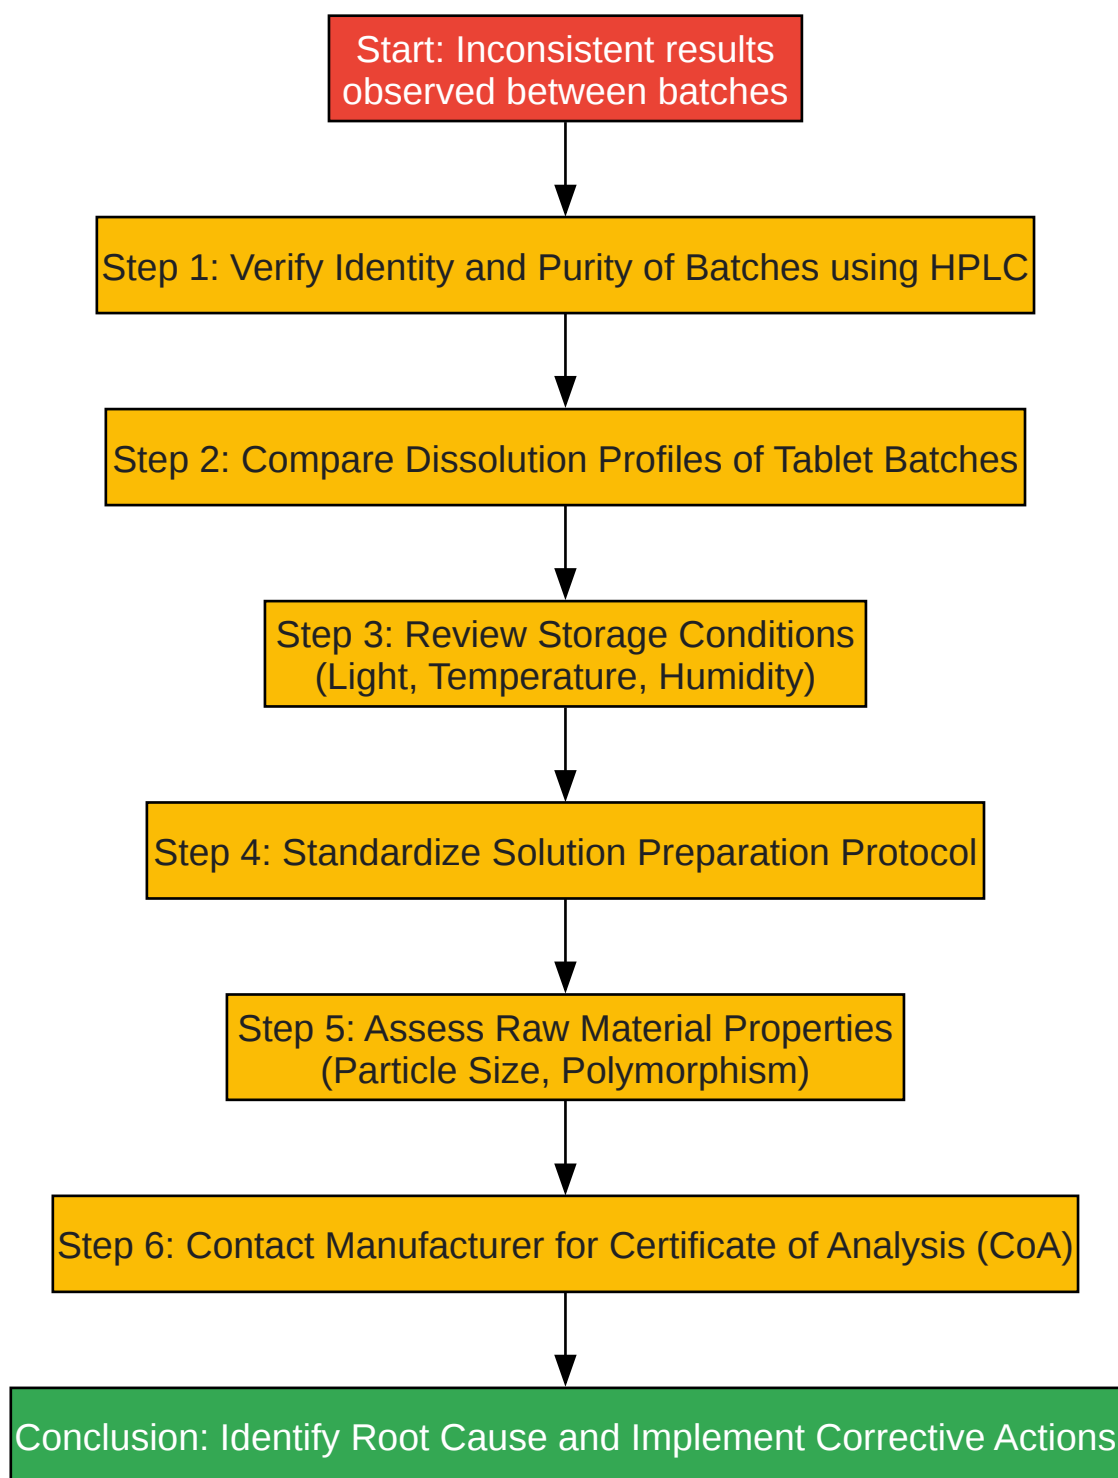 Start: Inconsistent results
observed between batches
Step 1: Verify Identity and Purity of Batches using HPLC
Step 2: Compare Dissolution Profiles of Tablet Batches
Step 3: Review Storage Conditions
(Light, Temperature, Humidity)
Step 4: Standardize Solution Preparation Protocol
Step 5: Assess Raw Material Properties
(Particle Size, Polymorphism)
Step 6: Contact Manufacturer for Certificate of Analysis (CoA)
Conclusion: Identify Root Cause and Implement Corrective Actions